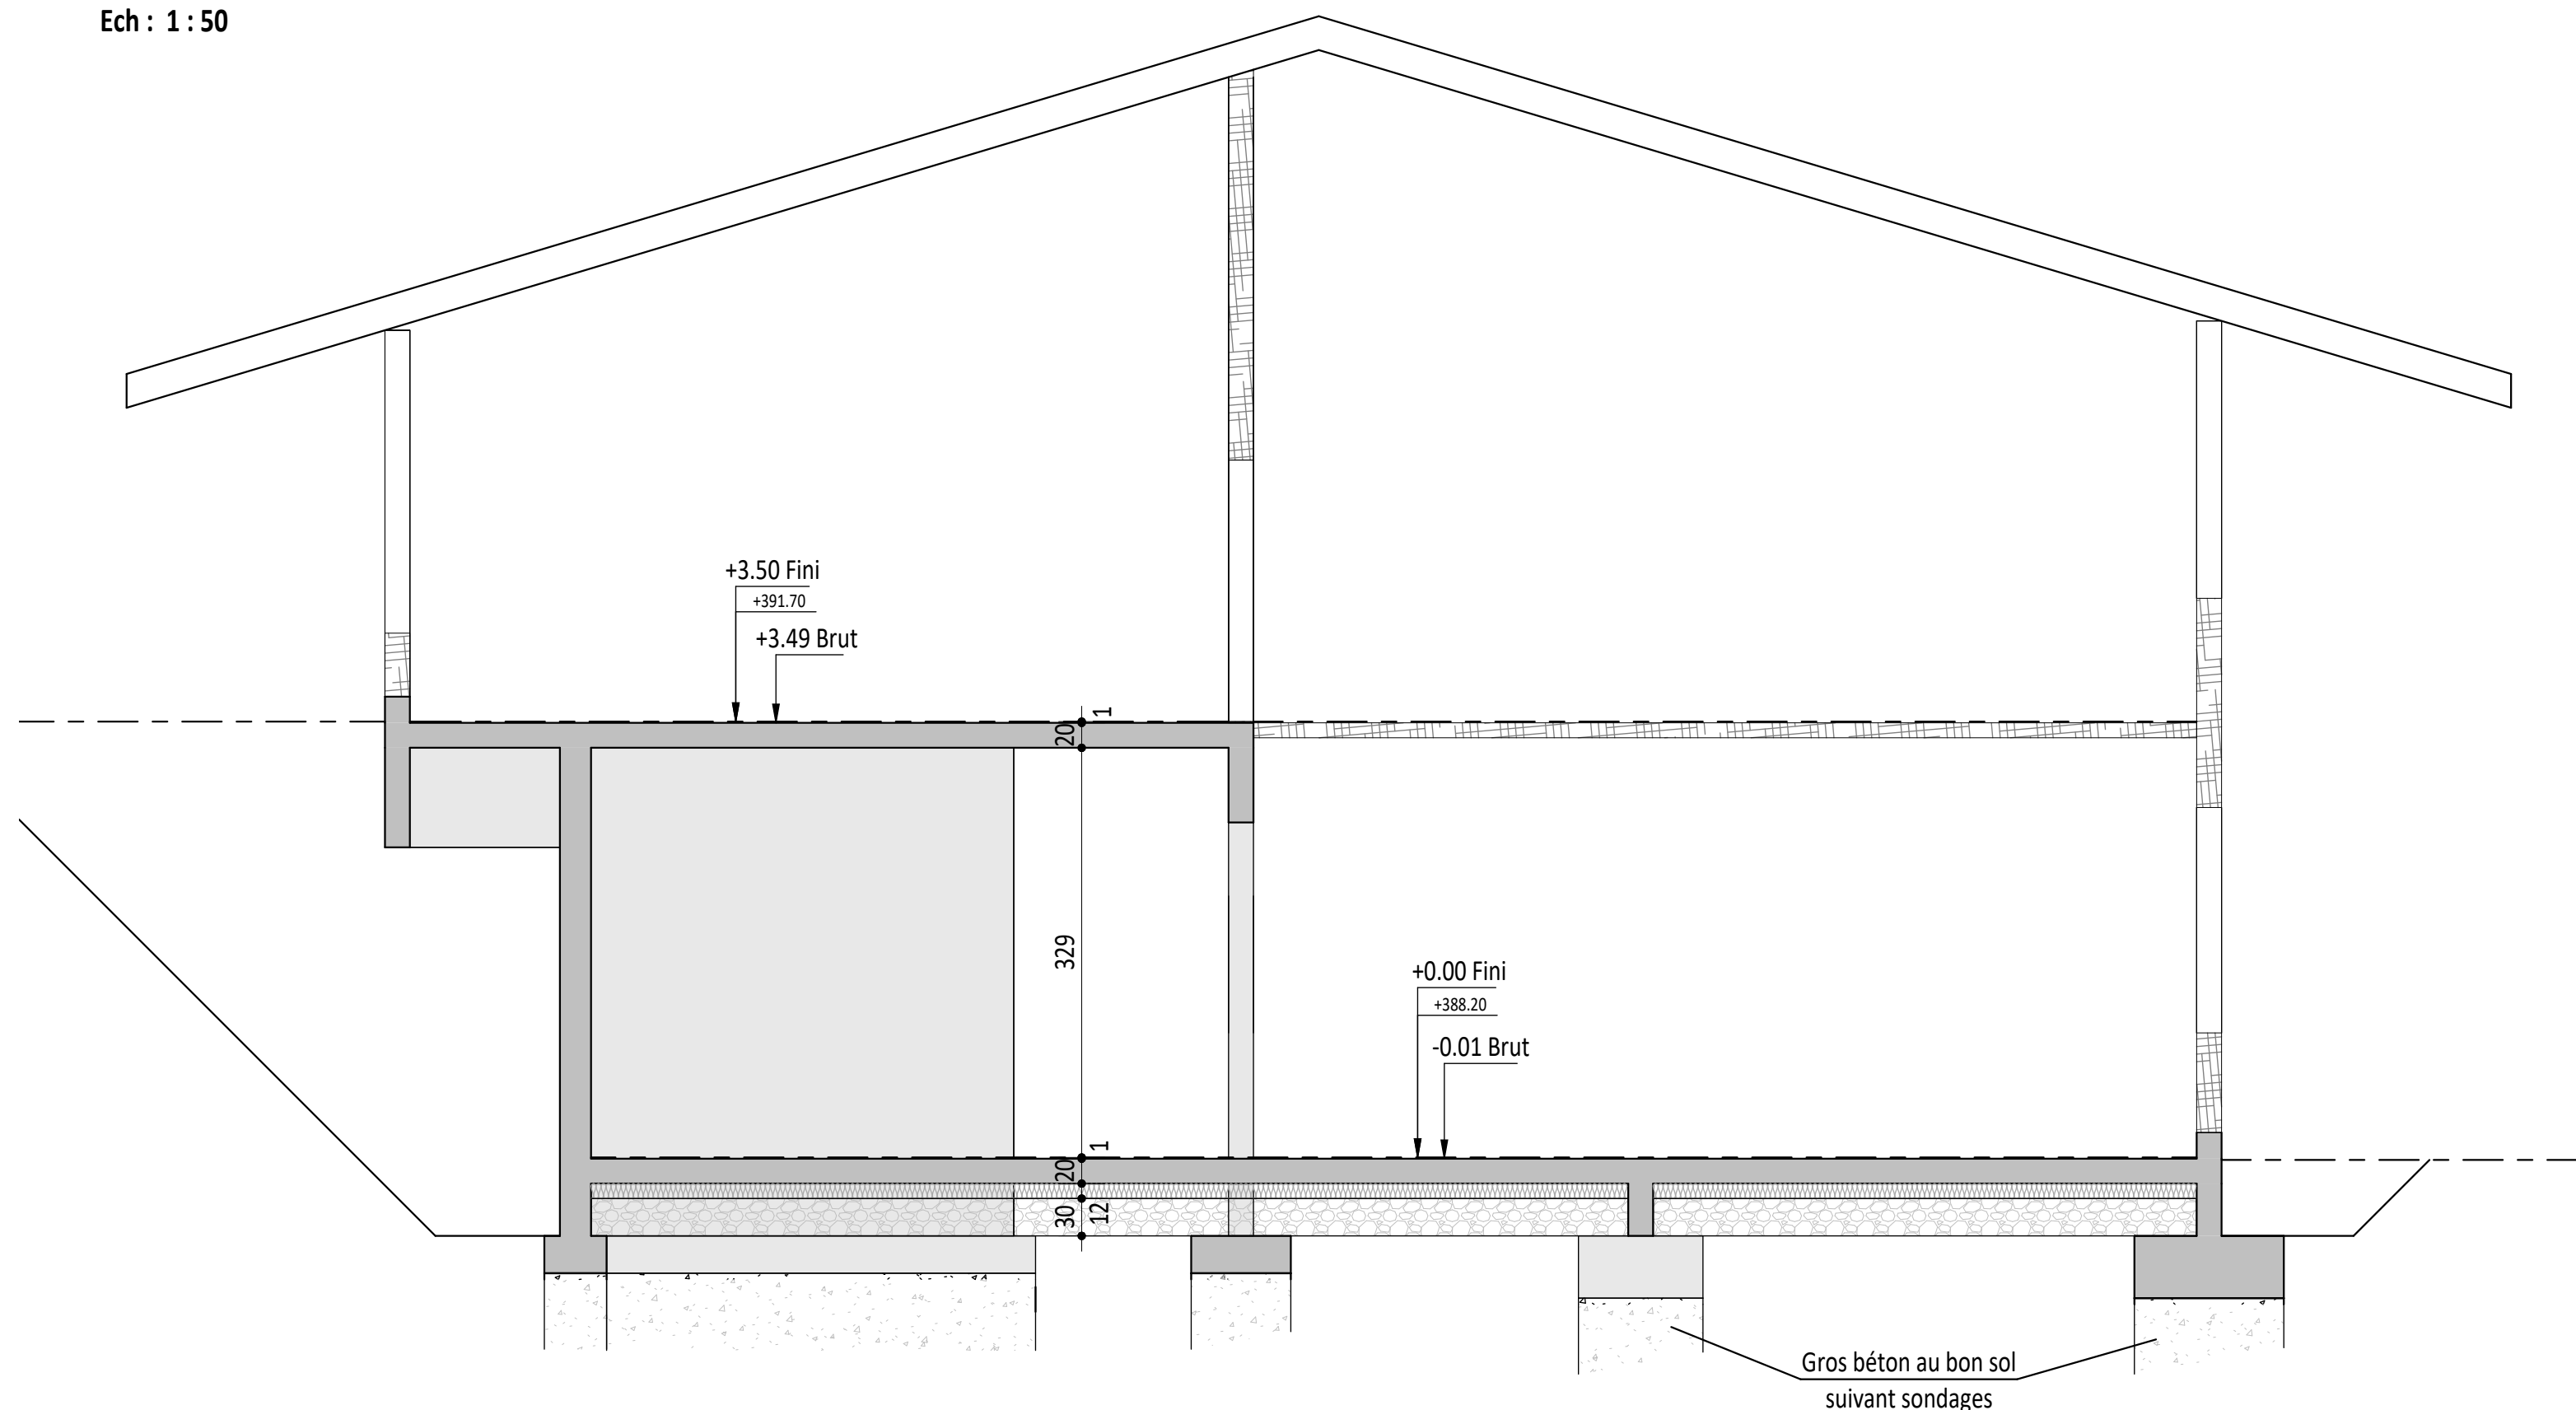 Ech : 1 : 50
+3.50 Fini
+391.70
+3.49 Brut
1
20
329
+0.00 Fini
+388.20
-0.01 Brut
1
20
30
12
Gros béton au bon sol
suivant sondages